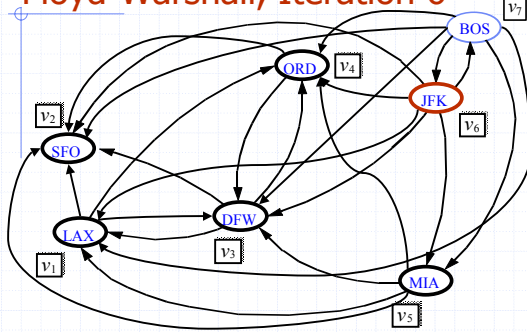 Floyd-Warshall, Iteration 6
BOS
v7
ORD
v4
JFK
v2
v6
SFO
DFW
LAX
v3
v1
MIA
v5